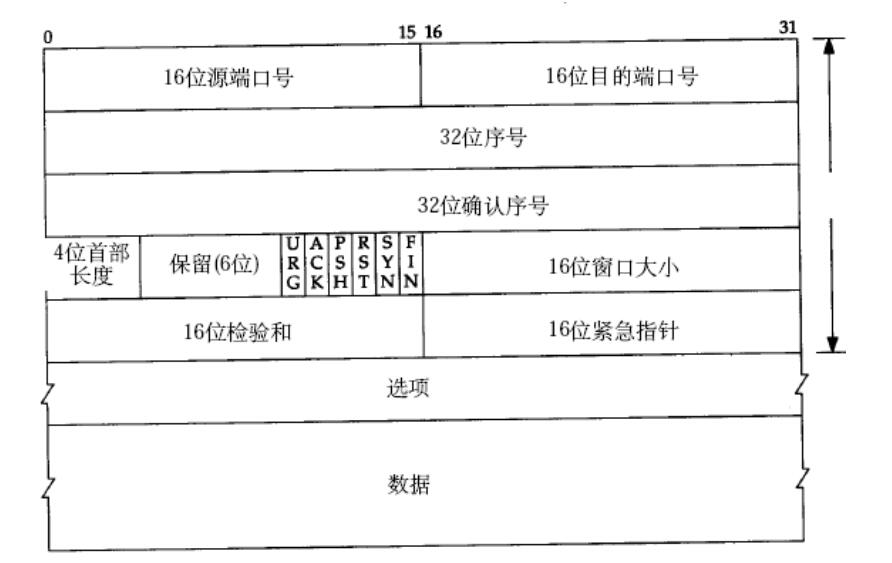 0 15 16 31
16位源端口号 16位目的端口号
32位序号
32位确认序号
4位首部
长度
保留(6位)
URG
ACK
PSH
RST
SYN
FIN
16位窗口大小
16位检验和 16位紧急指针
选项
数据